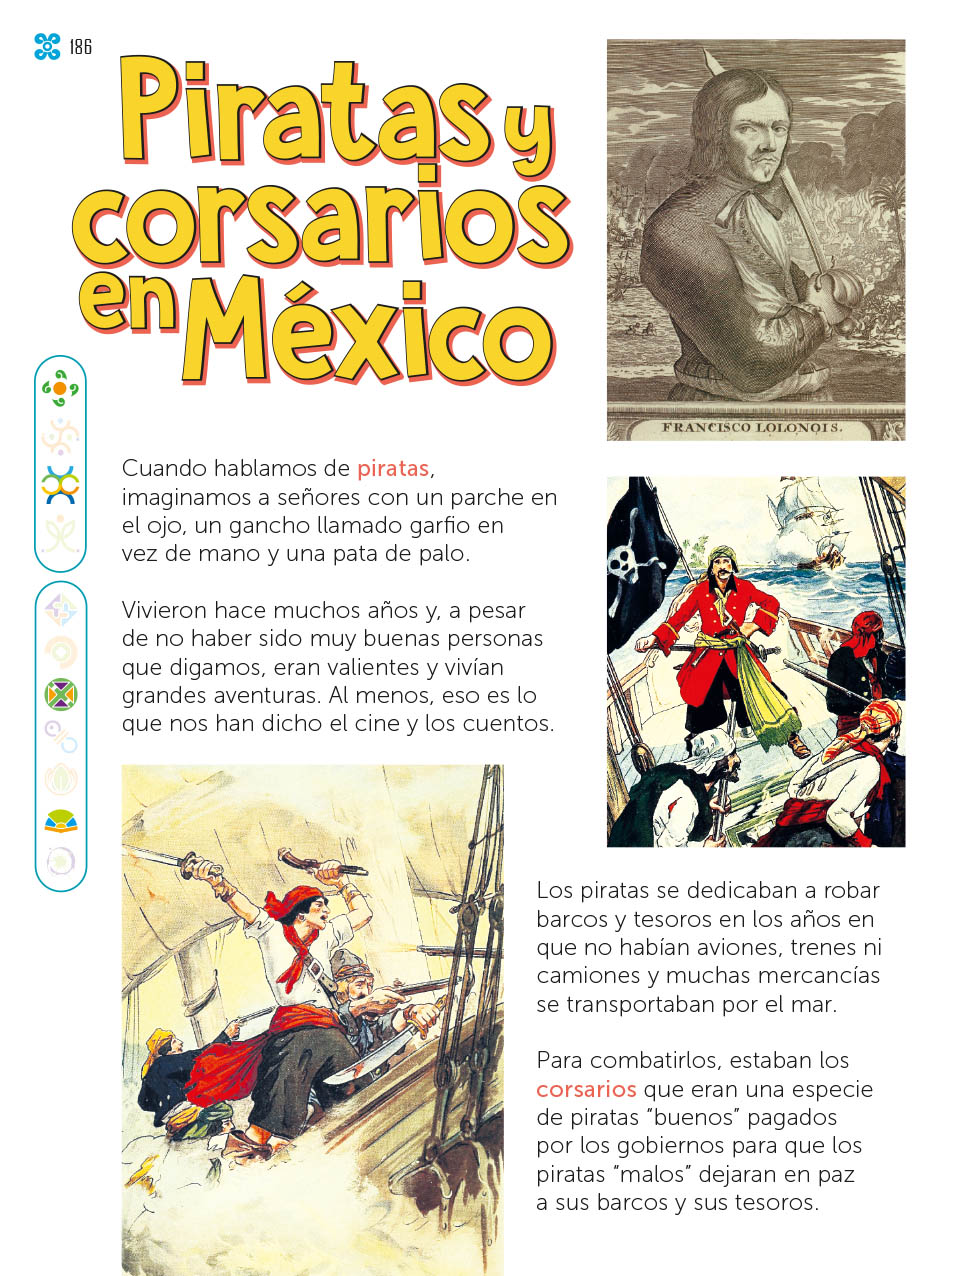 186
Piratas y
corsarios
en México
FRANCISCO LOLONOIS.
Cuando hablamos de piratas,
imaginamos a señores con un parche en
el ojo, un gancho llamado garfio en
vez de mano y una pata de palo.
Vivieron hace muchos años y, a pesar
de no haber sido muy buenas personas
que digamos, eran valientes y vivían
grandes aventuras. Al menos, eso es lo
que nos han dicho el cine y los cuentos.
Los piratas se dedicaban a robar
barcos y tesoros en los años en
que no habían aviones, trenes ni
camiones y muchas mercancías
se transportaban por el mar.
Para combatirlos, estaban los
corsarios que eran una especie
de piratas “buenos” pagados
por los gobiernos para que los
piratas “malos” dejaran en paz
a sus barcos y sus tesoros.